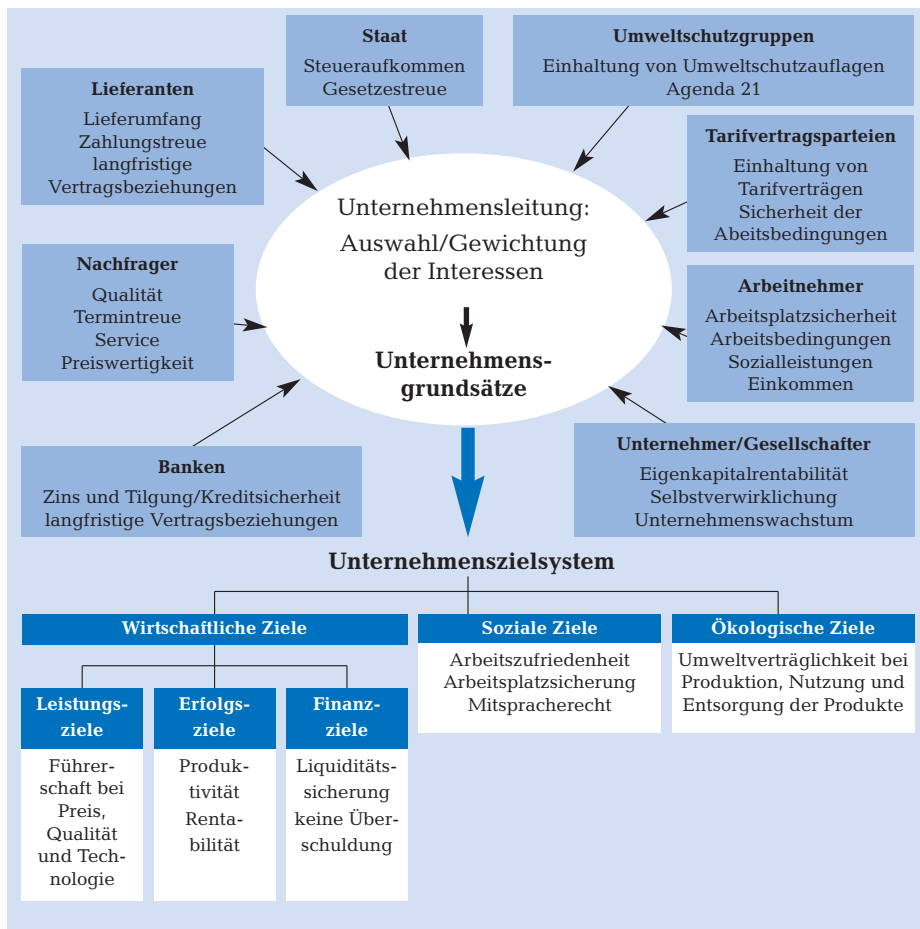 Staat
Steueraufkommen
Gesetzestreue
Umweltschutzgruppen
Einhaltung von Umweltschutzauflagen
Agenda 21
Lieferanten
Lieferumfang
Zahlungstreue
langfristige
Vertragsbeziehungen
Tarifvertragsparteien
Einhaltung von
Tarifverträgen
Sicherheit der
Abeitsbedingungen
Unternehmensleitung:
Auswahl/Gewichtung
der Interessen
Unternehmens-
grundsätze
Nachfrager
Qualität
Termintreue
Service
Preiswertigkeit
Arbeitnehmer
Arbeitsplatzsicherheit
Arbeitsbedingungen
Sozialleistungen
Einkommen
Banken
Zins und Tilgung/Kreditsicherheit
langfristige Vertragsbeziehungen
Unternehmer/Gesellschafter
Eigenkapitalrentabilität
Selbstverwirklichung
Unternehmenswachstum
Unternehmenszielsystem
Wirtschaftliche Ziele
Leistungs-
ziele
Führer-
schaft bei
Preis,
Qualität
und Tech-
nologie
Erfolgs-
ziele
Produk-
tivität
Renta-
bilität
Finanz-
ziele
Liquiditäts-
sicherung
keine Über-
schuldung
Soziale Ziele
Arbeitszufriedenheit
Arbeitsplatzsicherung
Mitspracherecht
Ökologische Ziele
Umweltverträglichkeit bei
Produktion, Nutzung und
Entsorgung der Produkte